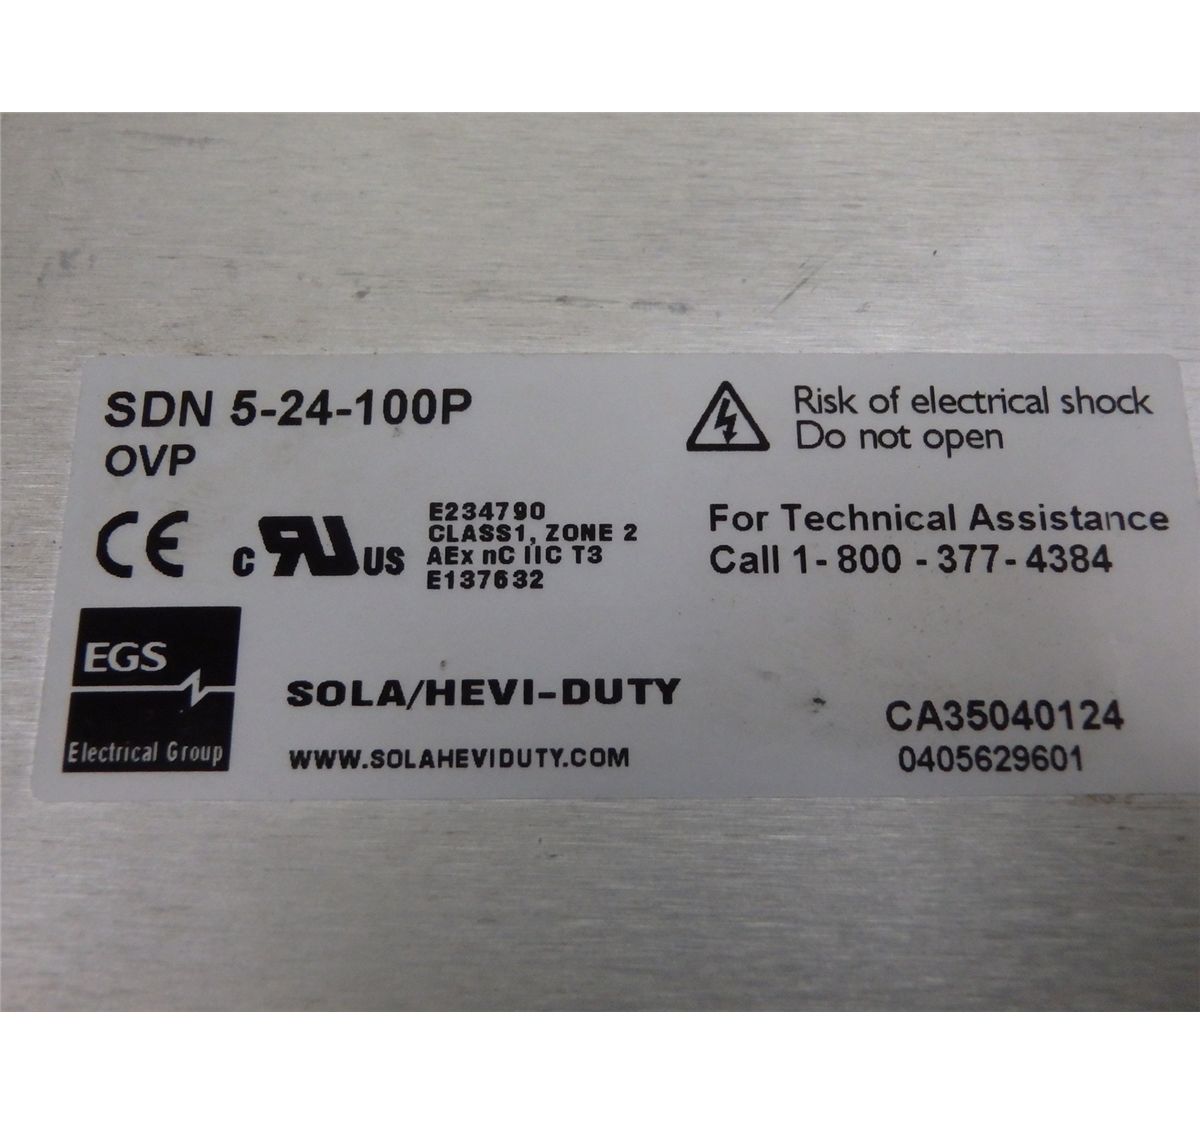 SDN 5-24-100P
OVP
Risk of electrical shock
Do not open
CE
c RU US
E234790
CLASS1, ZONE 2
AEx nC IIC T3
E137632
For Technical Assistance
Call 1-800-377-4384
EGS
Electrical Group
SOLA/HEVI-DUTY
WWW.SOLAHEVIDUTY.COM
CA35040124
0405629601